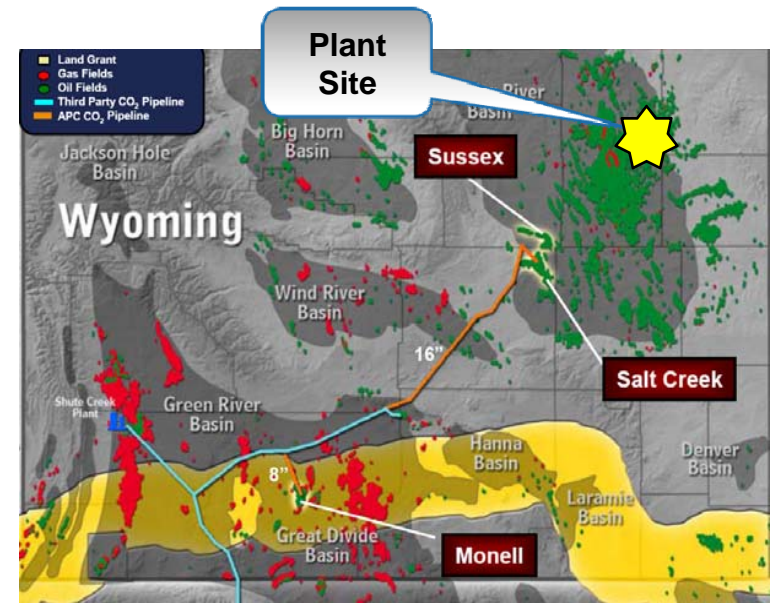 Plant
Site
Land Grant
Gas Fields
Oil Fields
Third Party CO₂ Pipeline
APC CO₂ Pipeline
River
Basin
Big Horn
Basin
Jackson Hole
Basin
Sussex
Wyoming
Wind River
Basin
16"
Salt Creek
Shute Creek
Plant
Green River
Basin
Hanna
Basin
Denver
Basin
8"
Laramie
Basin
Great Divide
Basin
Monell